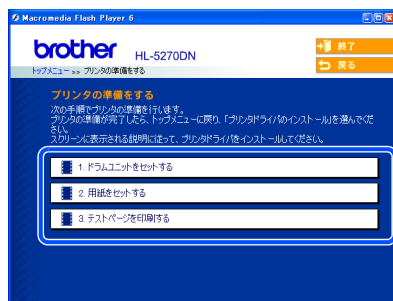 Macromedia Flash Player 6
brother HL-5270DN
終了
戻る
トップメニュー >> プリンタの準備をする
プリンタの準備をする
次の手順でプリンタの準備を行います。
プリンタの準備が完了したら、トップメニューに戻り、「プリンタドライバのインストール」を選んでくだ
さい。
スクリーンに表示される説明に従って、プリンタドライバをインストールしてください。
1. ドラムユニットをセットする
2. 用紙をセットする
3. テストページを印刷する